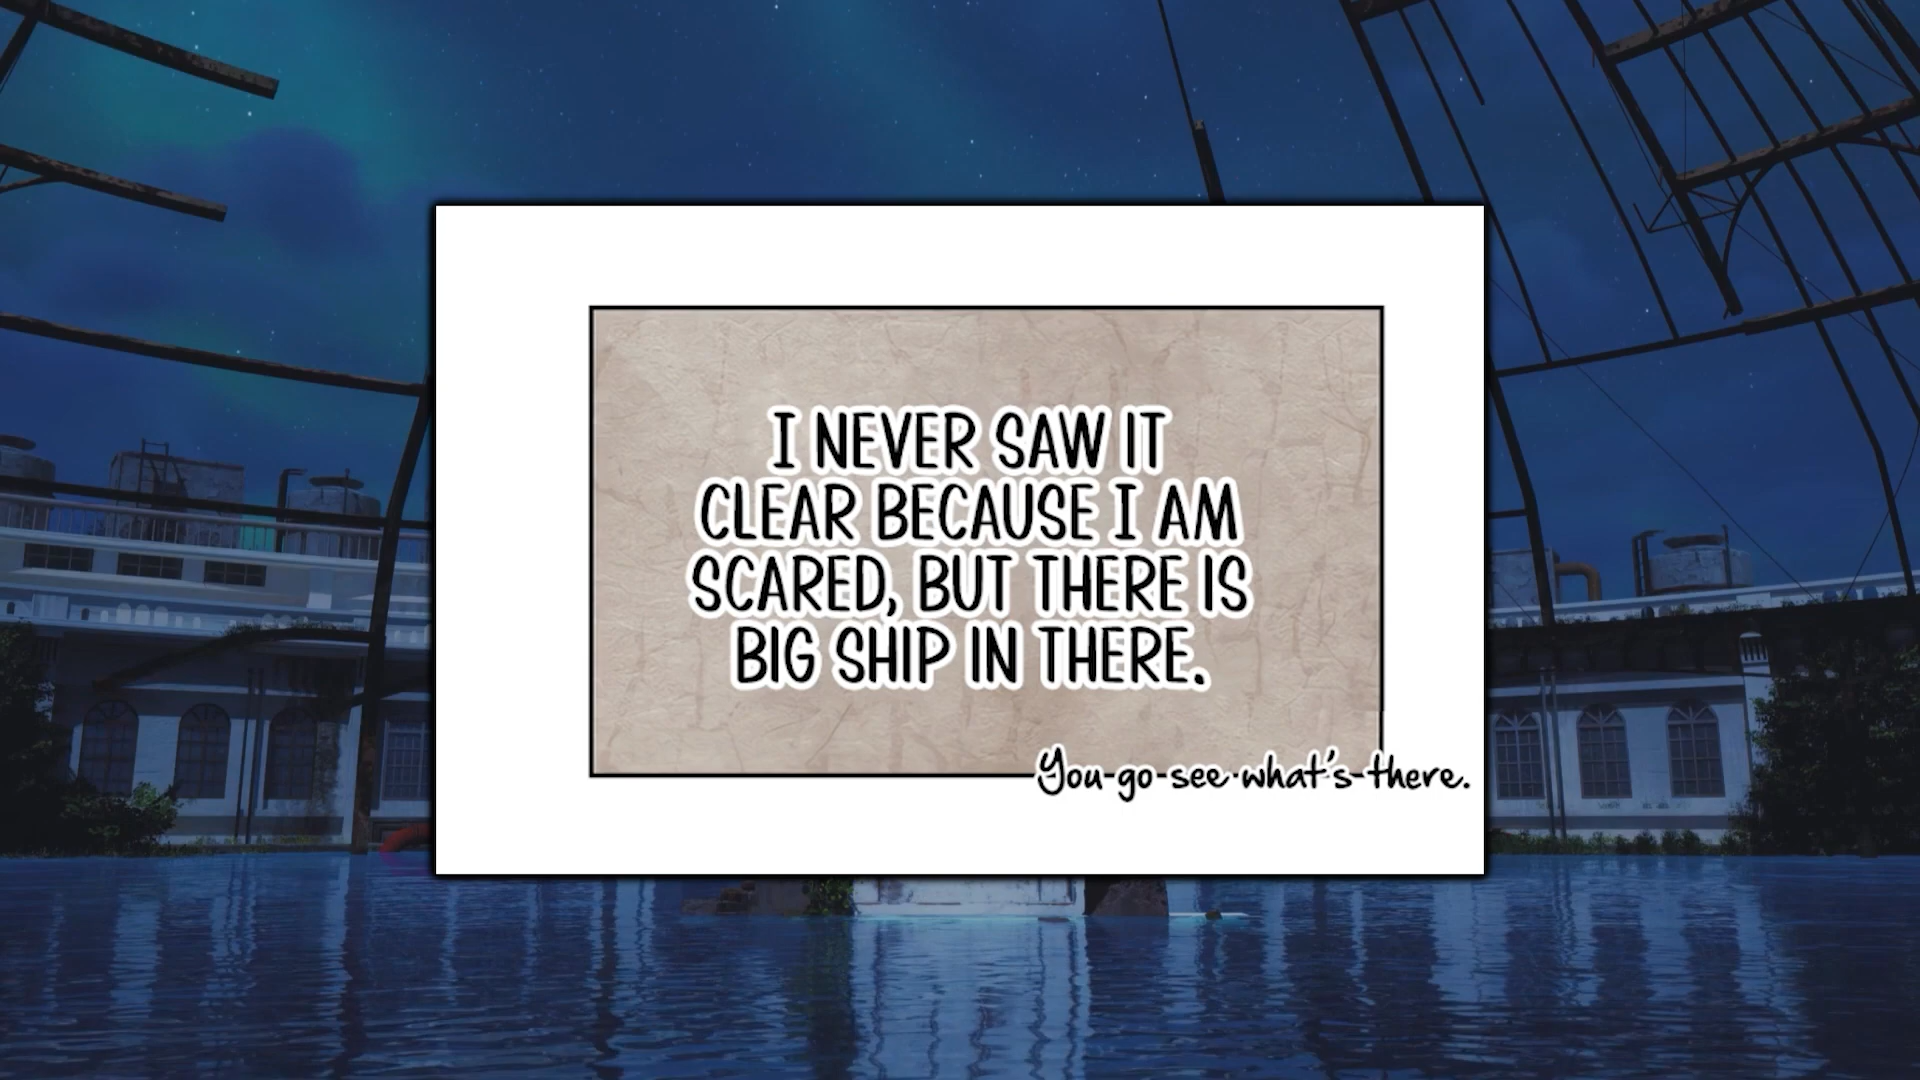 I NEVER SAW IT
CLEAR BECAUSE I AM
SCARED, BUT THERE IS
BIG SHIP IN THERE.
You go see what's there.